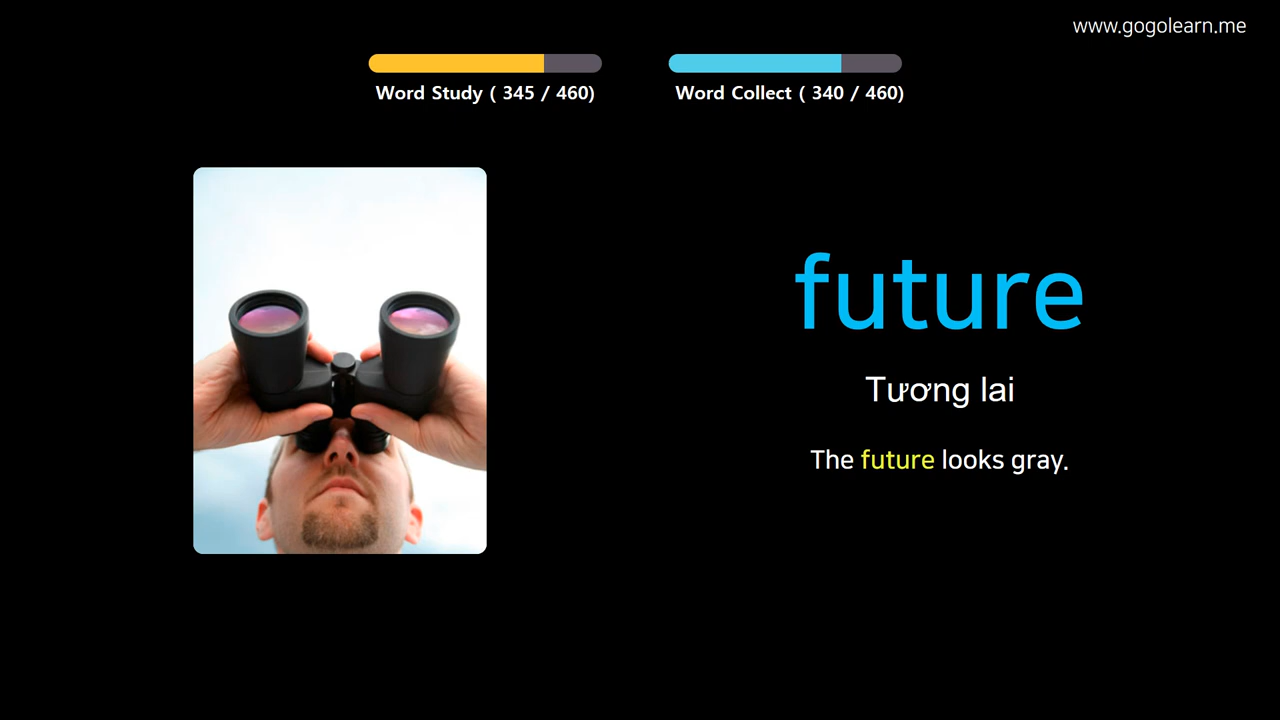 www.gogolearn.me
Word Study ( 345 / 460)
Word Collect ( 340 / 460)
future
Tương lai
The future looks gray.